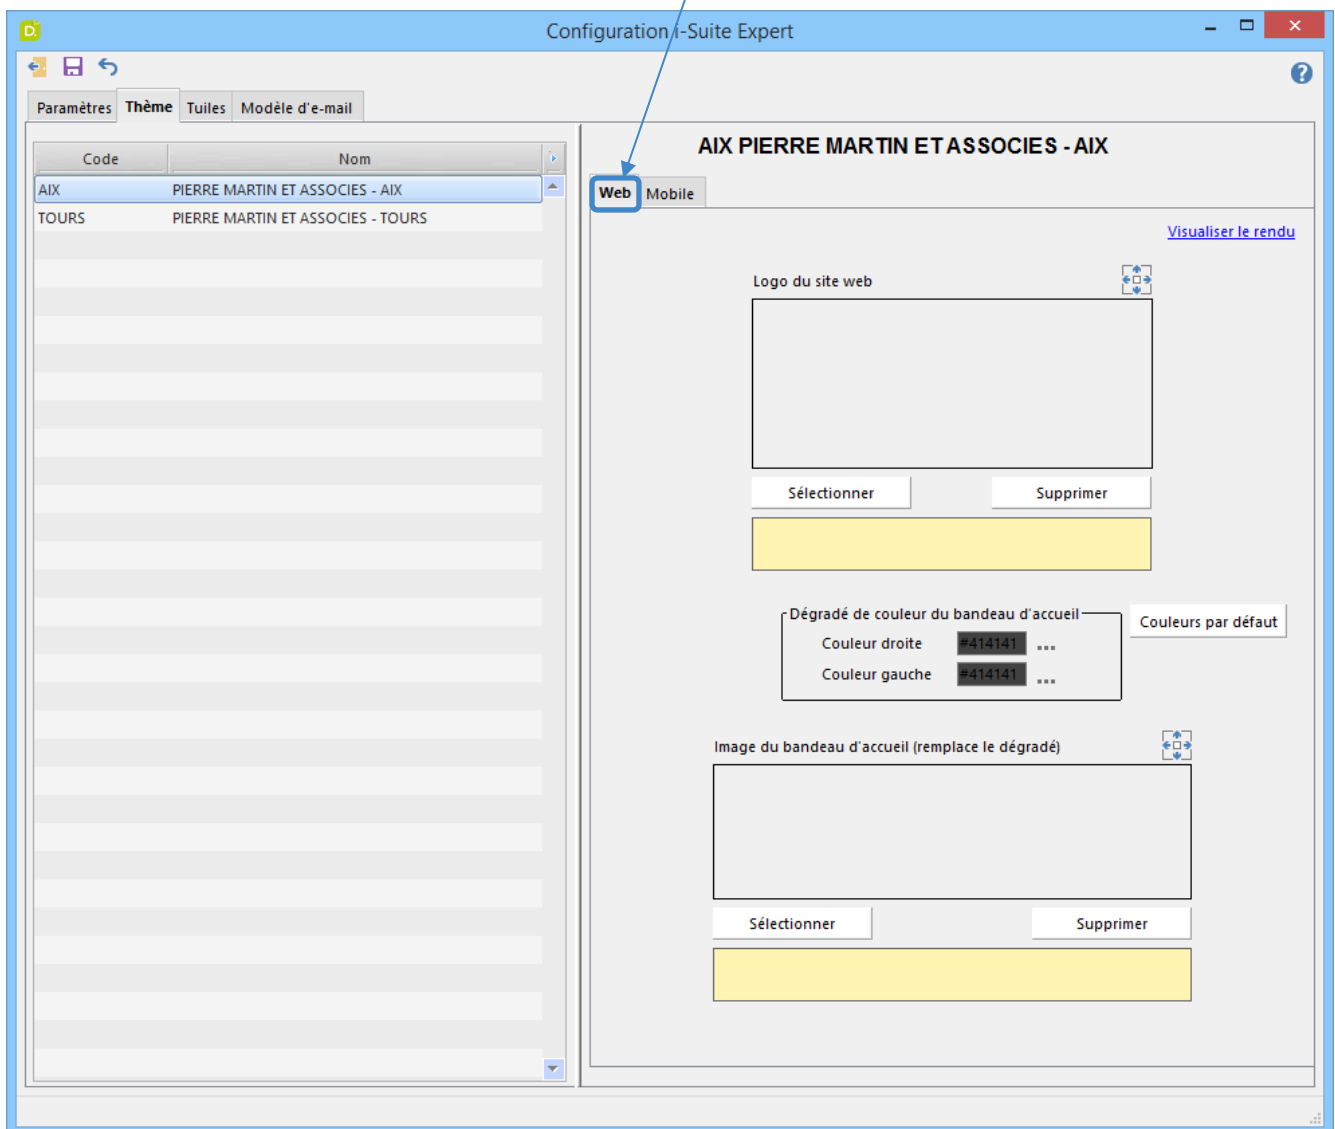 D.
Configuration i-Suite Expert
Paramètres Thème Tuiles Modèle d'e-mail
Code Nom
AIX PIERRE MARTIN ET ASSOCIES - AIX
TOURS PIERRE MARTIN ET ASSOCIES - TOURS
AIX PIERRE MARTIN ET ASSOCIES - AIX
Web Mobile
Visualiser le rendu
Logo du site web
Sélectionner Supprimer
Dégradé de couleur du bandeau d'accueil
Couleurs par défaut
Couleur droite #414141 ...
Couleur gauche #414141 ...
Image du bandeau d'accueil (remplace le dégradé)
Sélectionner Supprimer